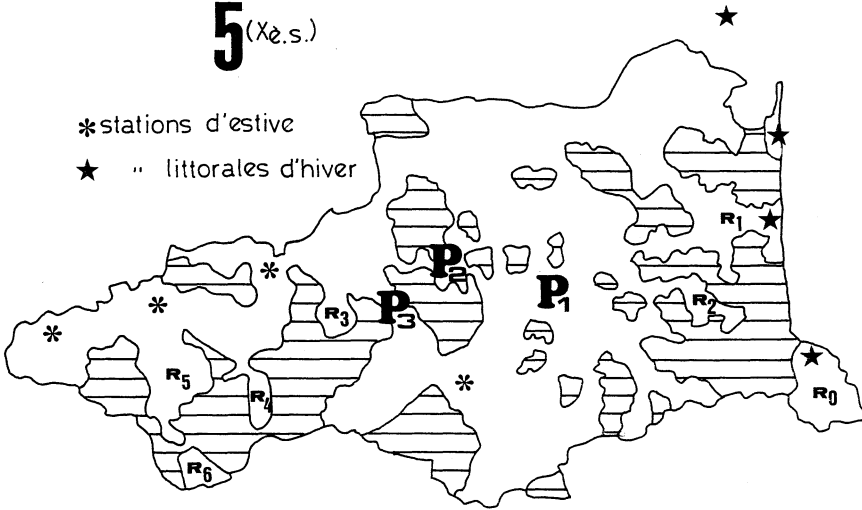 5 (Xè.s.)
* stations d'estive
★ " littorales d'hiver
R1
P2
P1
R2
P3
R3
R5
R4
R0
R6